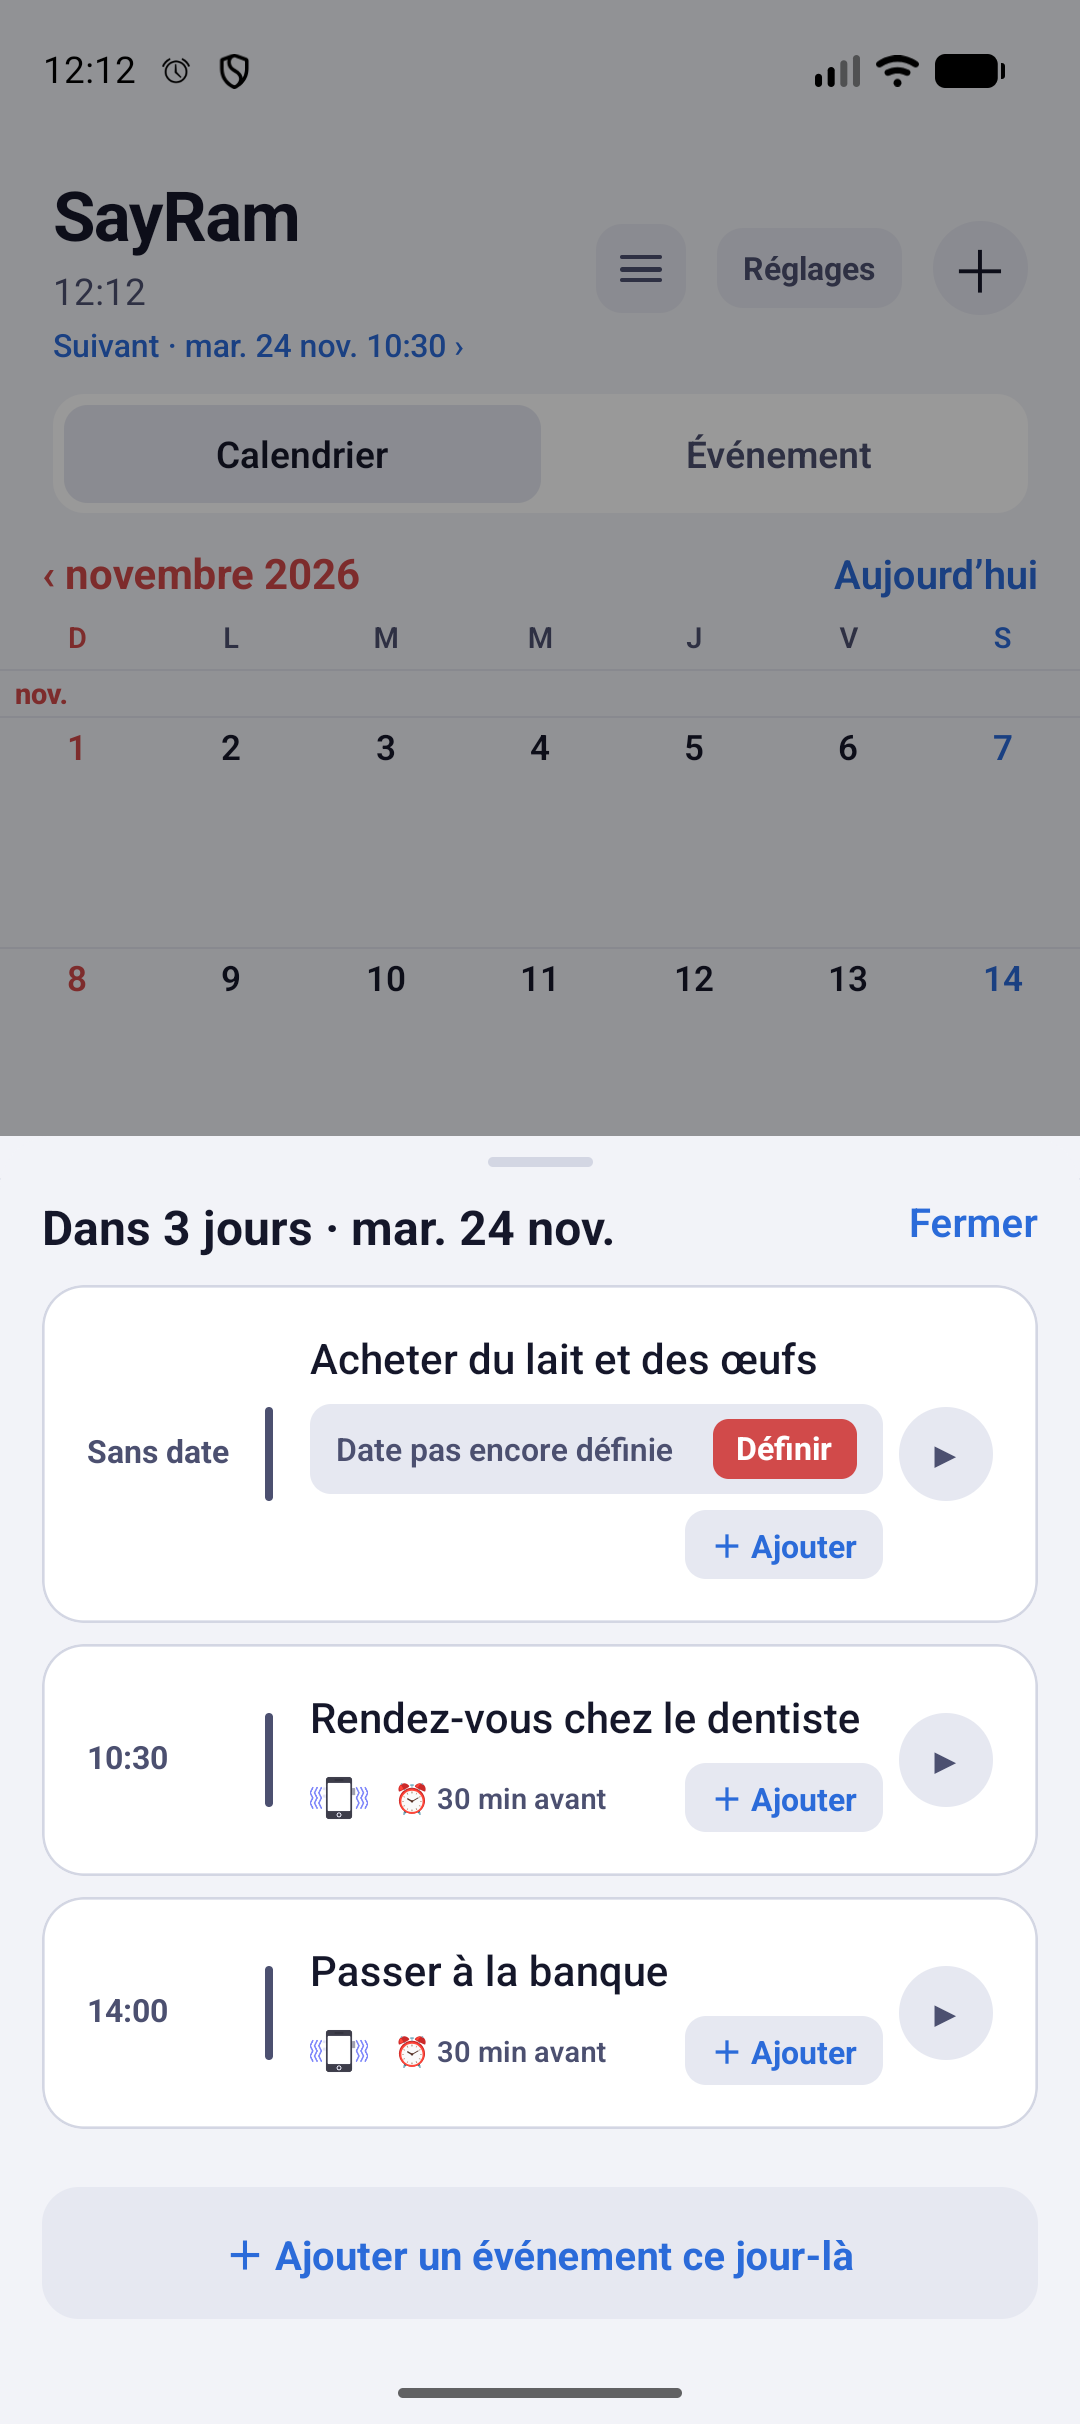 12:12
SayRam
12:12
Réglages
Suivant · mar. 24 nov. 10:30 ›
Calendrier
Événement
‹ novembre 2026
Aujourd’hui
D L M M J V S
nov.
1 2 3 4 5 6 7
8 9 10 11 12 13 14
Dans 3 jours · mar. 24 nov.
Fermer
Acheter du lait et des œufs
Sans date
Date pas encore définie
Définir
+ Ajouter
Rendez-vous chez le dentiste
10:30
30 min avant
+ Ajouter
Passer à la banque
14:00
30 min avant
+ Ajouter
+ Ajouter un événement ce jour-là